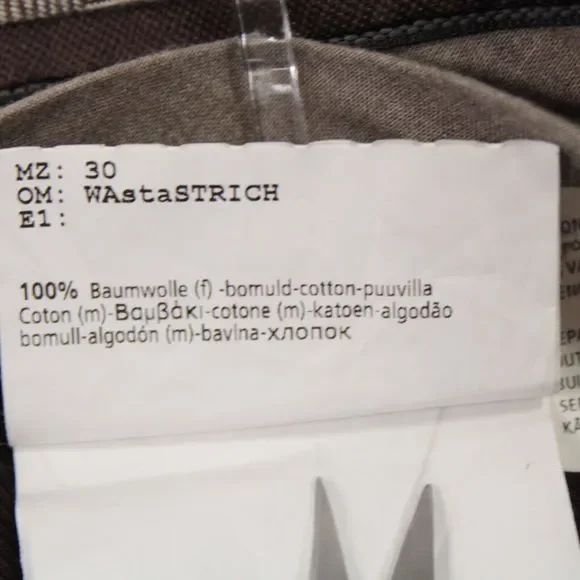 MZ: 30
OM: WAstaSTRICH
E1:
100% Baumwolle (f) -bomuld-cotton-puuvilla
Coton (m)-Βαμβάκι-cotone (m)-katoen-algodão
bomull-algodón (m)-bavlna-хлопок